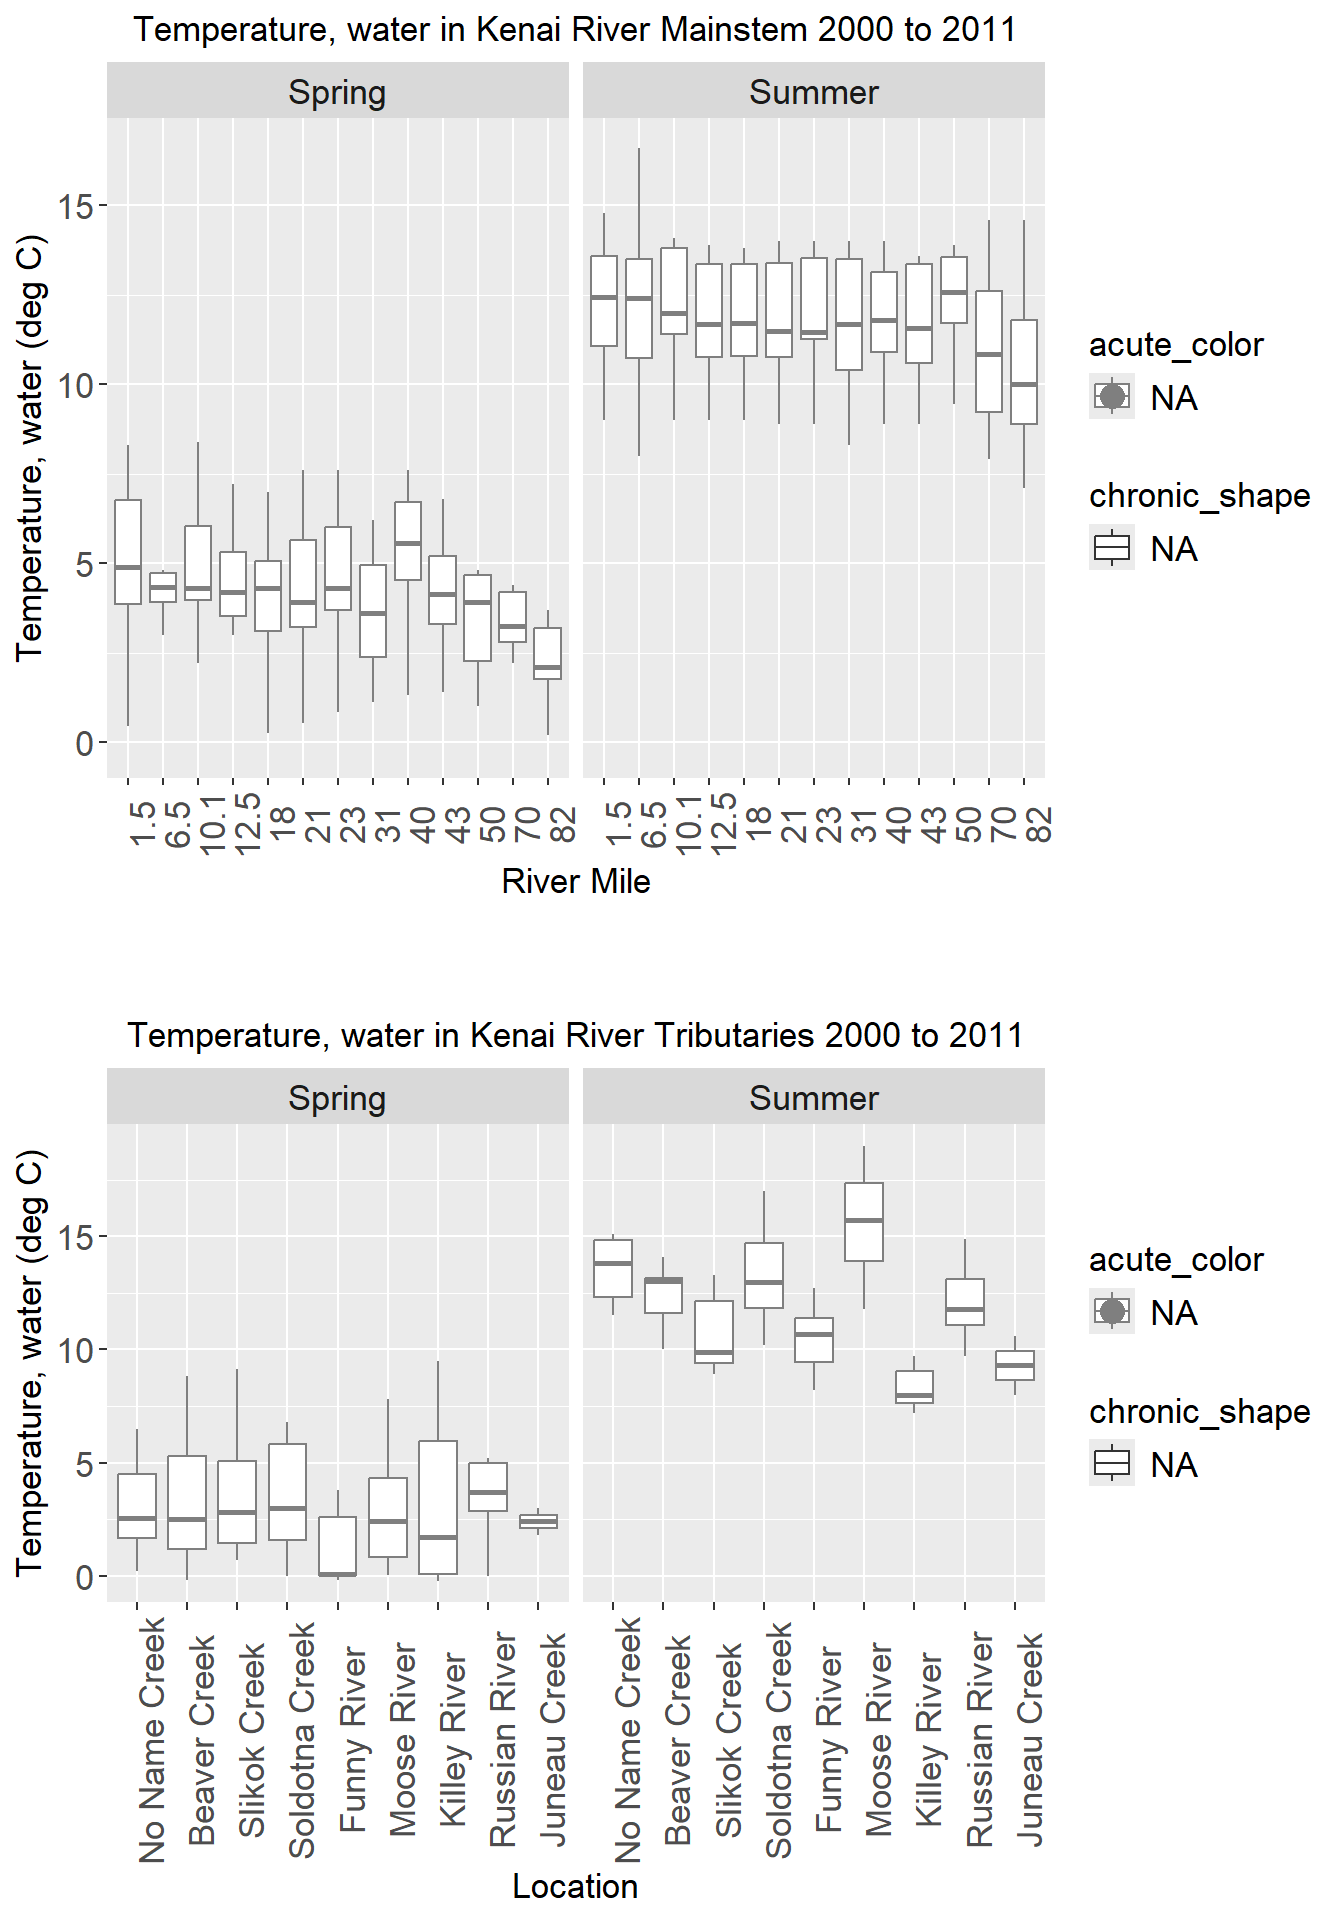 Temperature, water in Kenai River Mainstem 2000 to 2011
Spring
Summer
Temperature, water (deg C)
15
10
5
0
1.5
6.5
10.1
12.5
18
21
23
31
40
43
50
70
82
1.5
6.5
10.1
12.5
18
21
23
31
40
43
50
70
82
River Mile
acute_color
NA
chronic_shape
NA
Temperature, water in Kenai River Tributaries 2000 to 2011
Spring
Summer
Temperature, water (deg C)
15
10
5
0
No Name Creek
Beaver Creek
Slikok Creek
Soldotna Creek
Funny River
Moose River
Killey River
Russian River
Juneau Creek
No Name Creek
Beaver Creek
Slikok Creek
Soldotna Creek
Funny River
Moose River
Killey River
Russian River
Juneau Creek
Location
acute_color
NA
chronic_shape
NA